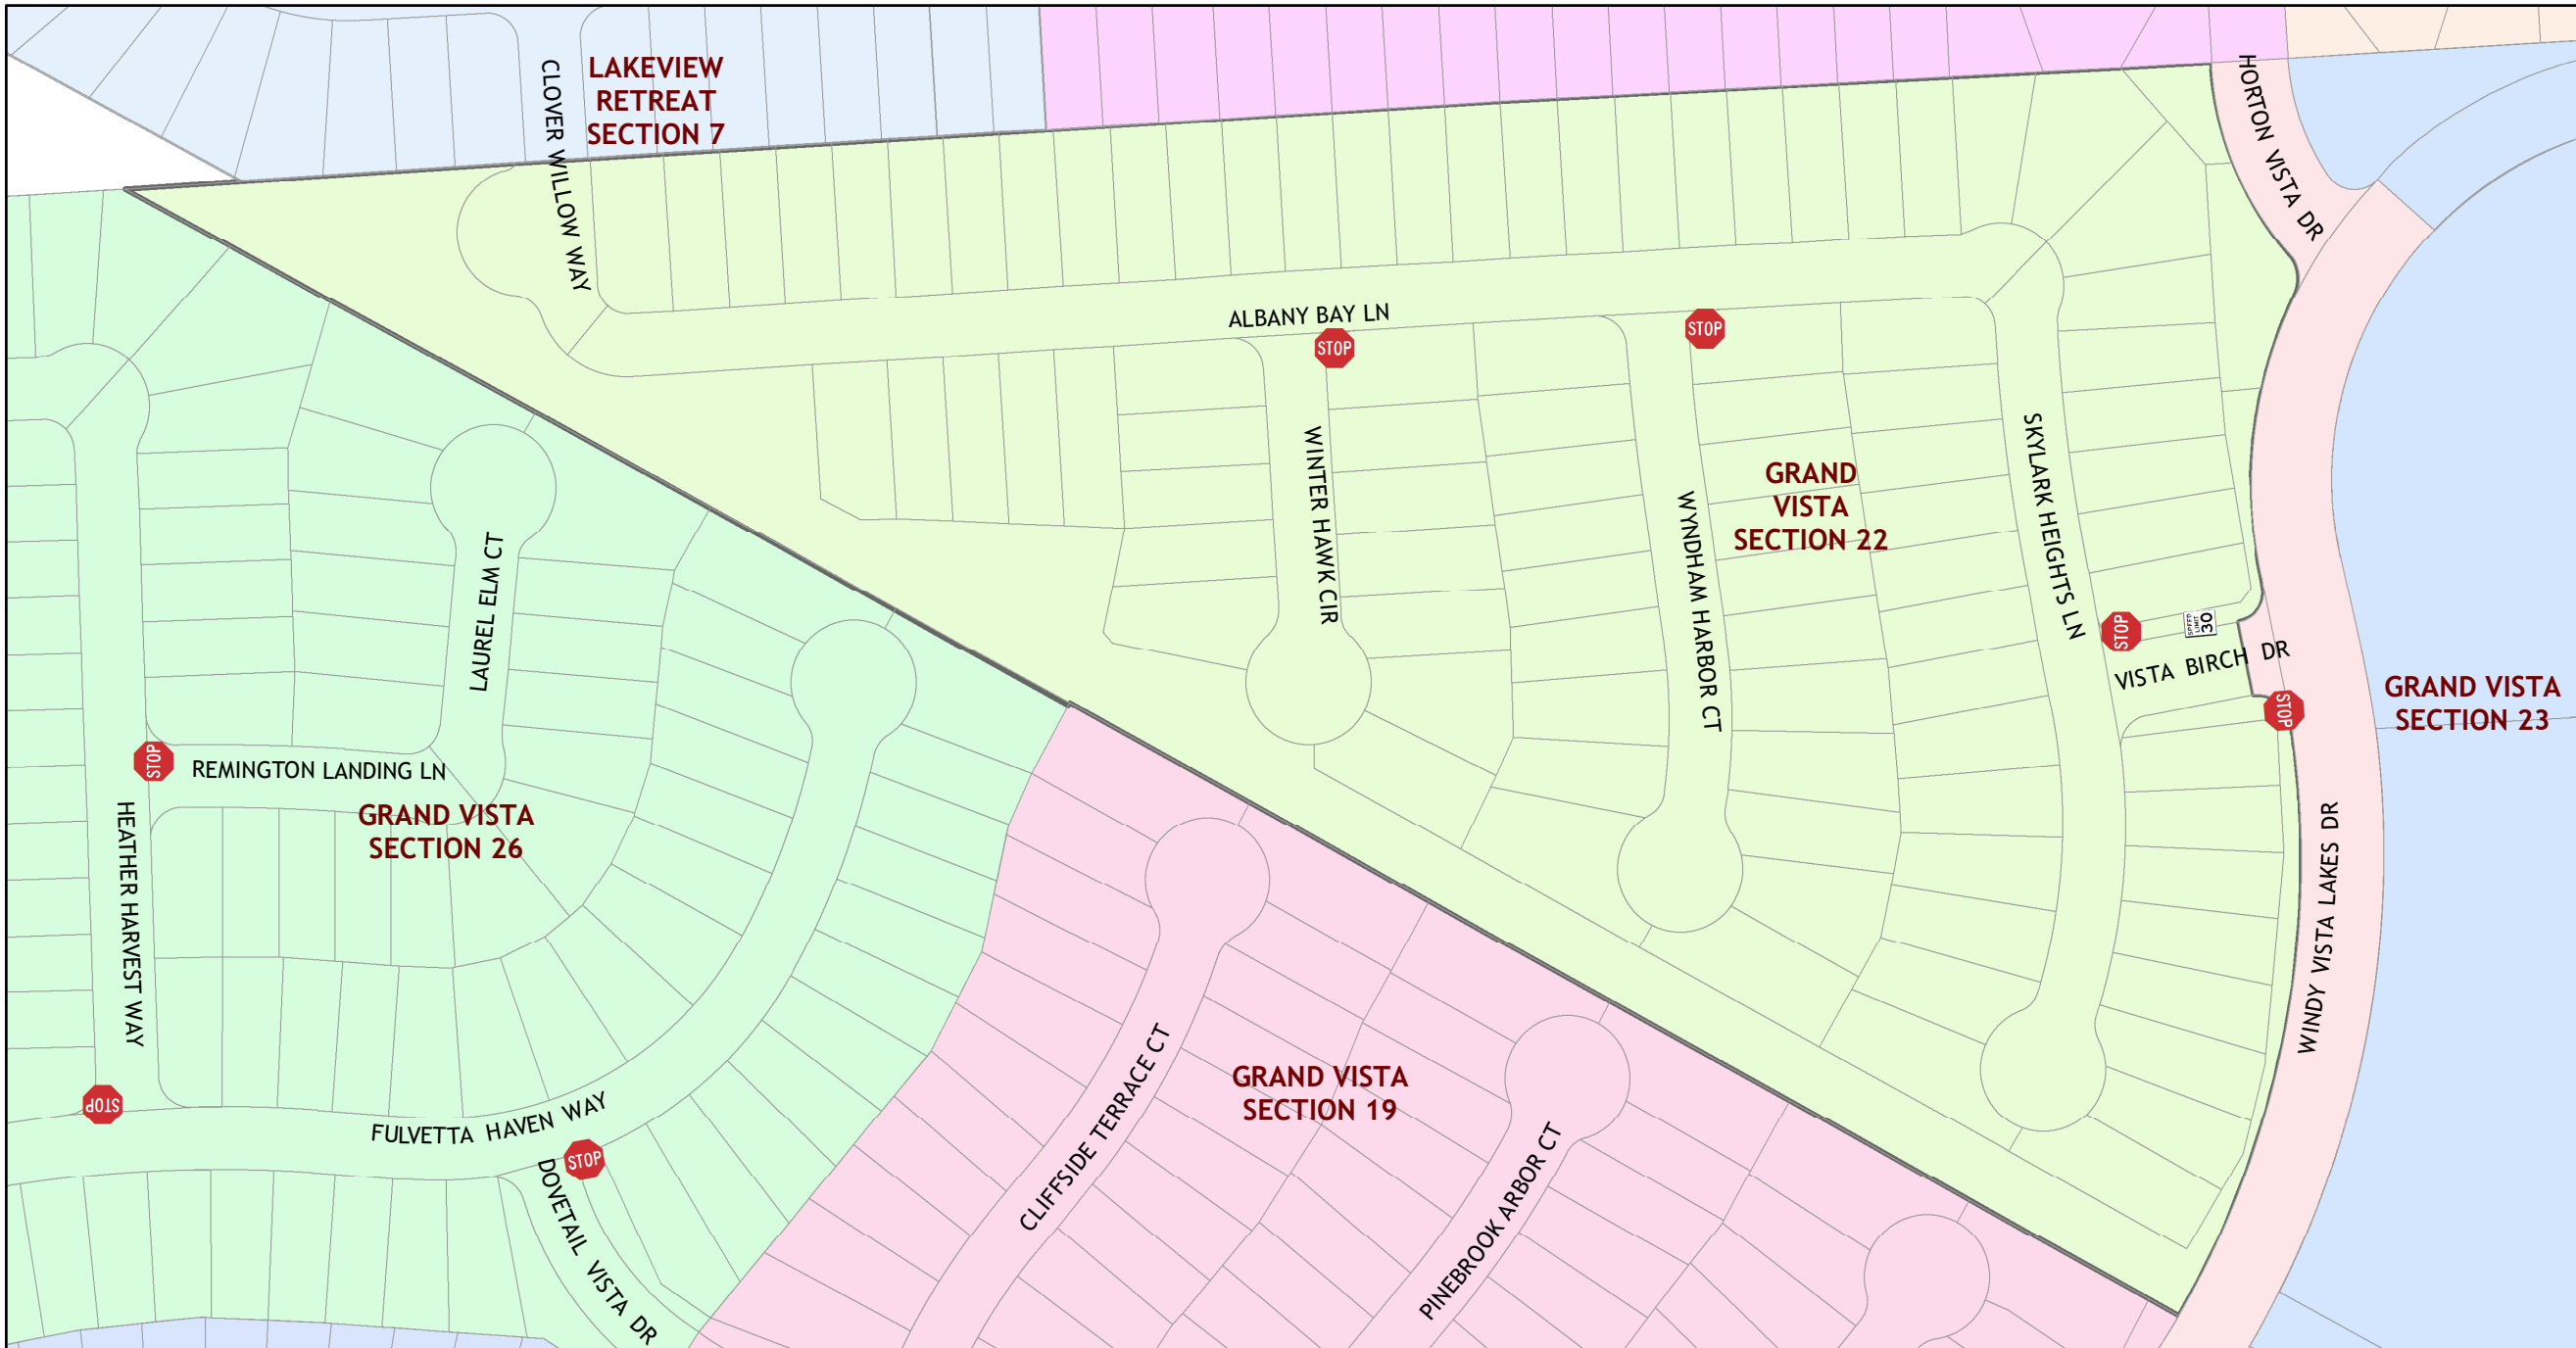 HORTON VISTA DR
CLOVER WILLOW WAY
LAKEVIEW
RETREAT
SECTION 7
ALBANY BAY LN
STOP
STOP
WINTER HAWK CIR
WYNDHAM HARBOR CT
GRAND
VISTA
SECTION 22
SKYLARK HEIGHTS LN
STOP
SPEED
LIMIT
30
VISTA BIRCH DR
STOP
GRAND VISTA
SECTION 23
LAUREL ELM CT
STOP
REMINGTON LANDING LN
GRAND VISTA
SECTION 26
HEATHER HARVEST WAY
WINDY VISTA LAKES DR
STOP
FULVETTA HAVEN WAY
STOP
DOVETAIL VISTA DR
CLIFFSIDE TERRACE CT
GRAND VISTA
SECTION 19
PINEBROOK ARBOR CT